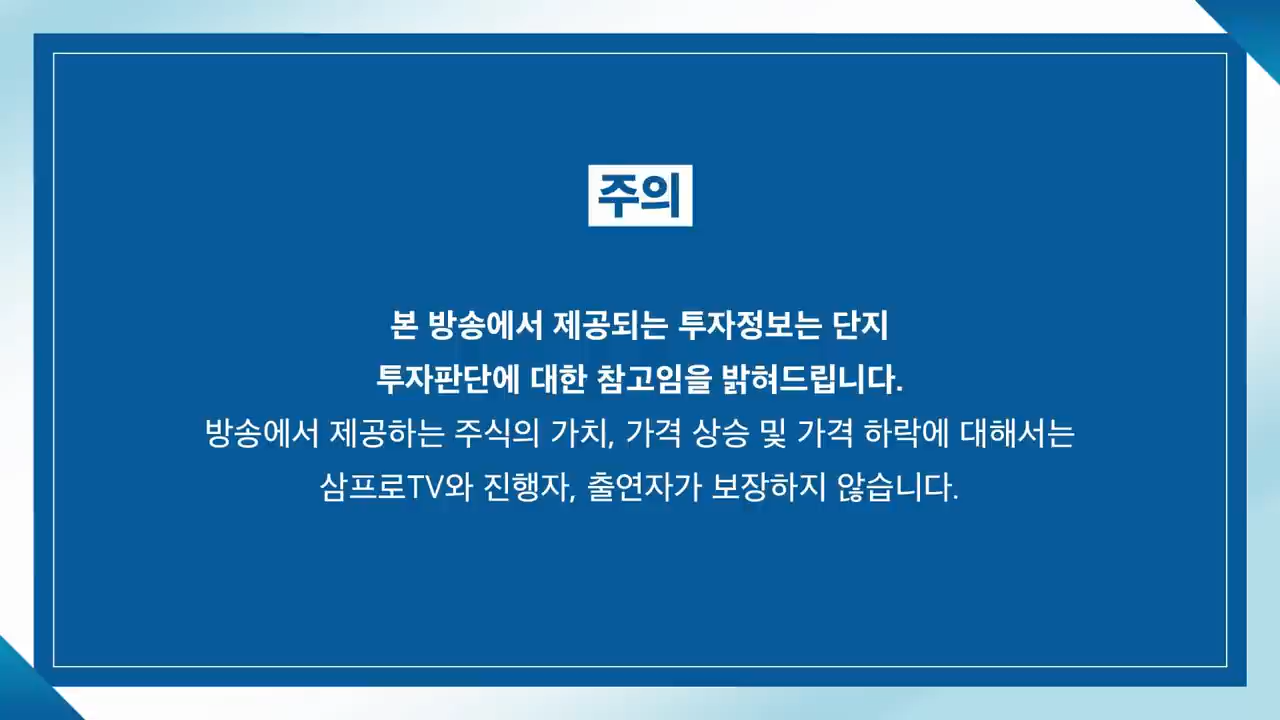 주의
본 방송에서 제공되는 투자정보는 단지
투자판단에 대한 참고임을 밝혀드립니다.
방송에서 제공하는 주식의 가치, 가격 상승 및 가격 하락에 대해서는
삼프로TV와 진행자, 출연자가 보장하지 않습니다.